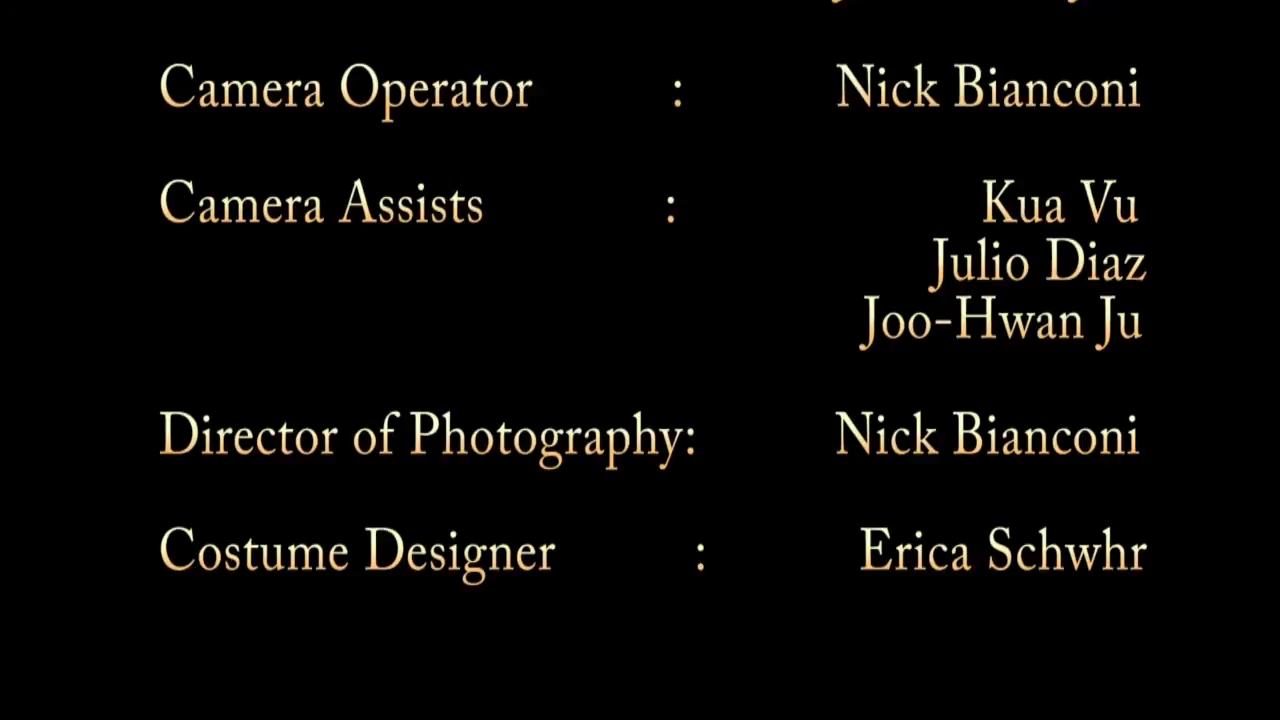 Camera Operator : Nick Bianconi
Camera Assists : Kua Vu
Julio Diaz
Joo-Hwan Ju
Director of Photography: Nick Bianconi
Costume Designer : Erica Schwhr